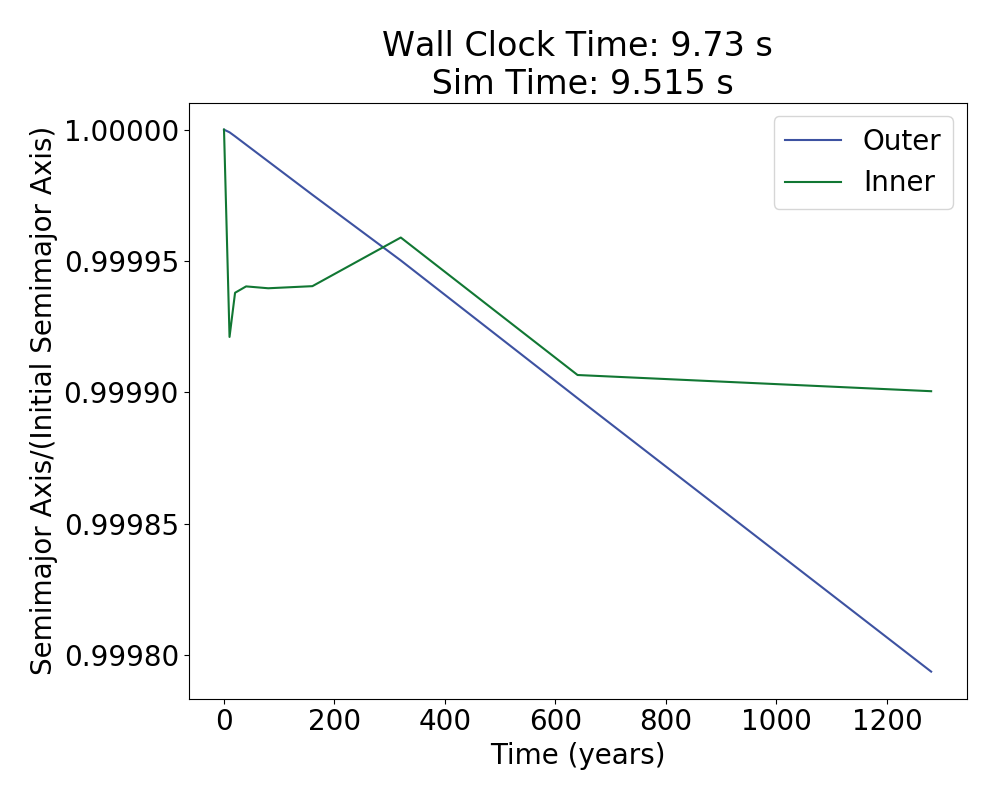 Wall Clock Time: 9.73 s
Sim Time: 9.515 s
Semimajor Axis/(Initial Semimajor Axis)
1.00000
0.99995
0.99990
0.99985
0.99980
Outer
Inner
0 200 400 600 800 1000 1200
Time (years)